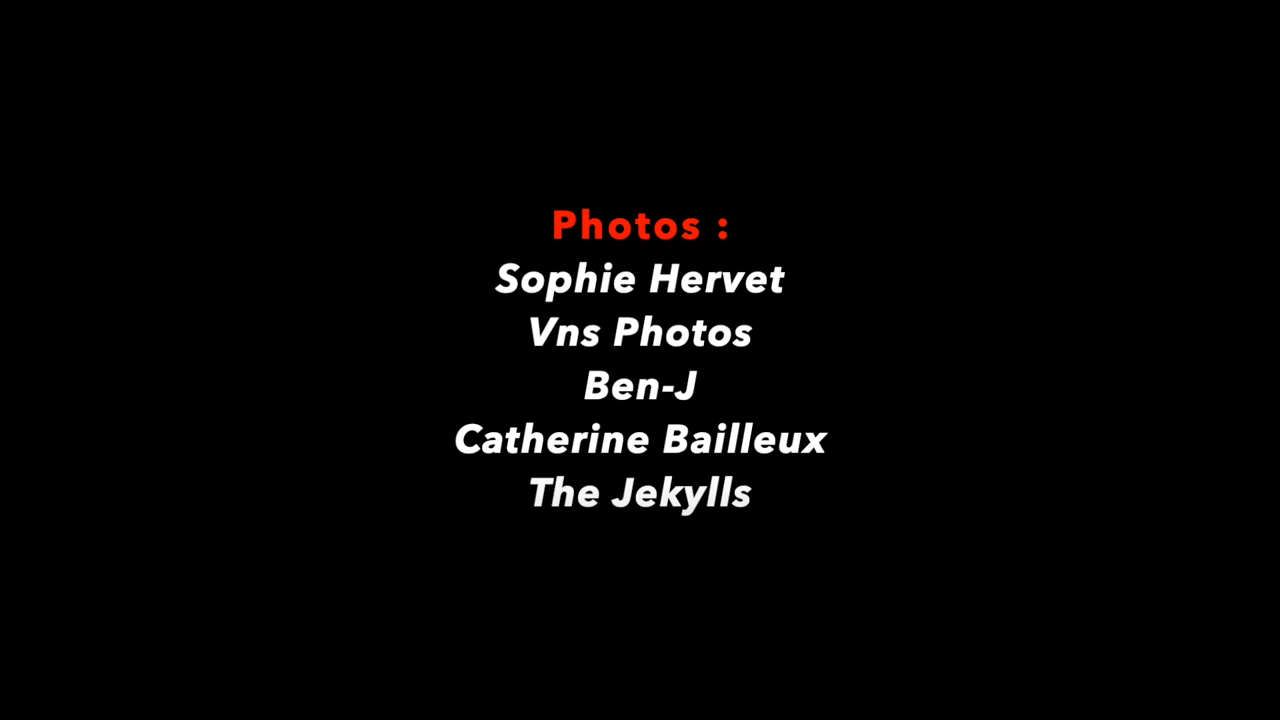 Photos :
Sophie Hervet
Vns Photos
Ben-J
Catherine Bailleux
The Jekylls